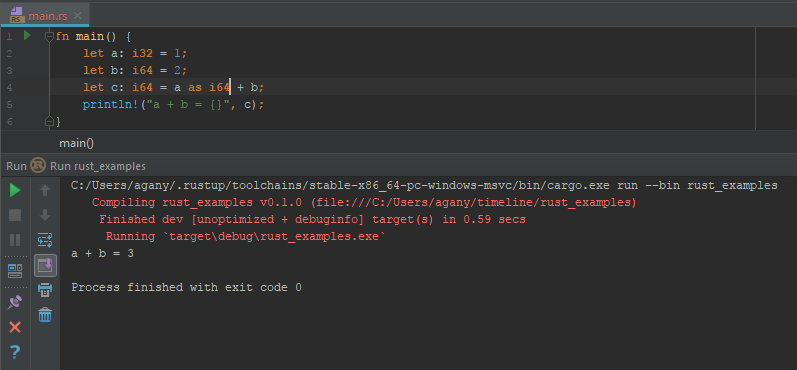 main.rs
1 fn main() {
2 let a: i32 = 1;
3 let b: i64 = 2;
4 let c: i64 = a as i64 + b;
5 println!("a + b = {}", c);
6 }
main()
Run Run rust_examples
C:/Users/agany/.rustup/toolchains/stable-x86_64-pc-windows-msvc/bin/cargo.exe run --bin rust_examples
Compiling rust_examples v0.1.0 (file:///C:/Users/agany/timeline/rust_examples)
Finished dev [unoptimized + debuginfo] target(s) in 0.59 secs
Running `target\debug\rust_examples.exe`
a + b = 3
Process finished with exit code 0